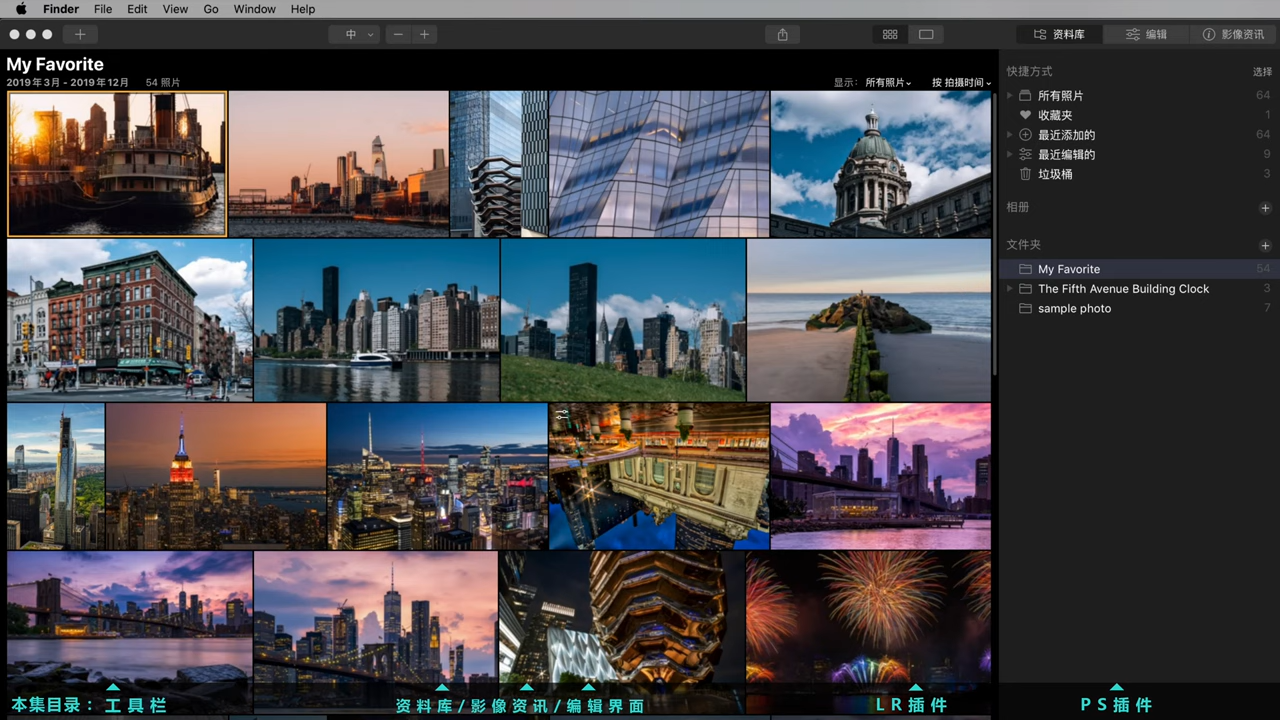 Finder File Edit View Go Window Help
中
资料库 编辑 影像资讯
My Favorite
2019年3月 - 2019年12月 54 照片
显示: 所有照片 按 拍摄时间
快捷方式 选择
所有照片 64
收藏夹 1
最近添加的 64
最近编辑的 9
垃圾桶 3
相册
文件夹
My Favorite 54
The Fifth Avenue Building Clock 3
sample photo 7
本集目录: 工具栏 资料库/影像资讯/编辑界面 LR插件 PS插件